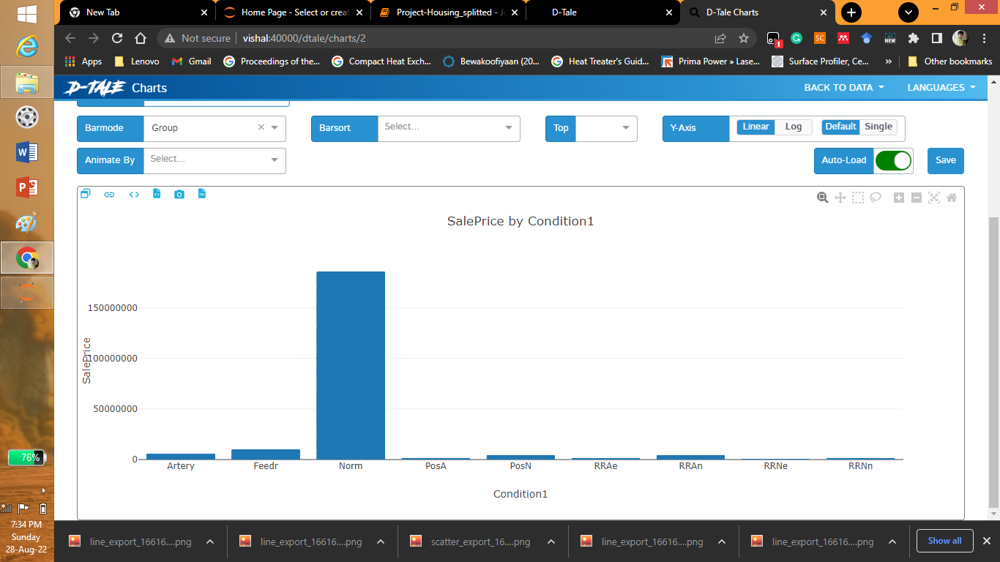 New Tab
Home Page - Select or creat
Project-Housing_splitted - J
D-Tale
D-Tale Charts
Not secure
vishal:40000/dtale/charts/2
1
SC
NEW
Apps
Lenovo
Gmail
Proceedings of the...
Compact Heat Exch...
Bewakoofiyaan (20...
Heat Treater's Guid...
Prima Power » Lase...
Surface Profiler, Ce...
»
Other bookmarks
D-TALE Charts
BACK TO DATA
LANGUAGES
Barmode
Group
Barsort
Select...
Top
Y-Axis
Linear
Log
Default
Single
Animate By
Select...
Auto-Load
Save
SalePrice by Condition1
150000000
100000000
50000000
0
SalePrice
Artery
Feedr
Norm
PosA
PosN
RRAe
RRAn
RRNe
RRNn
Condition1
76%
7:34 PM
Sunday
28-Aug-22
line_export_16616....png
line_export_16616....png
scatter_export_16....png
line_export_16616....png
line_export_16616....png
Show all